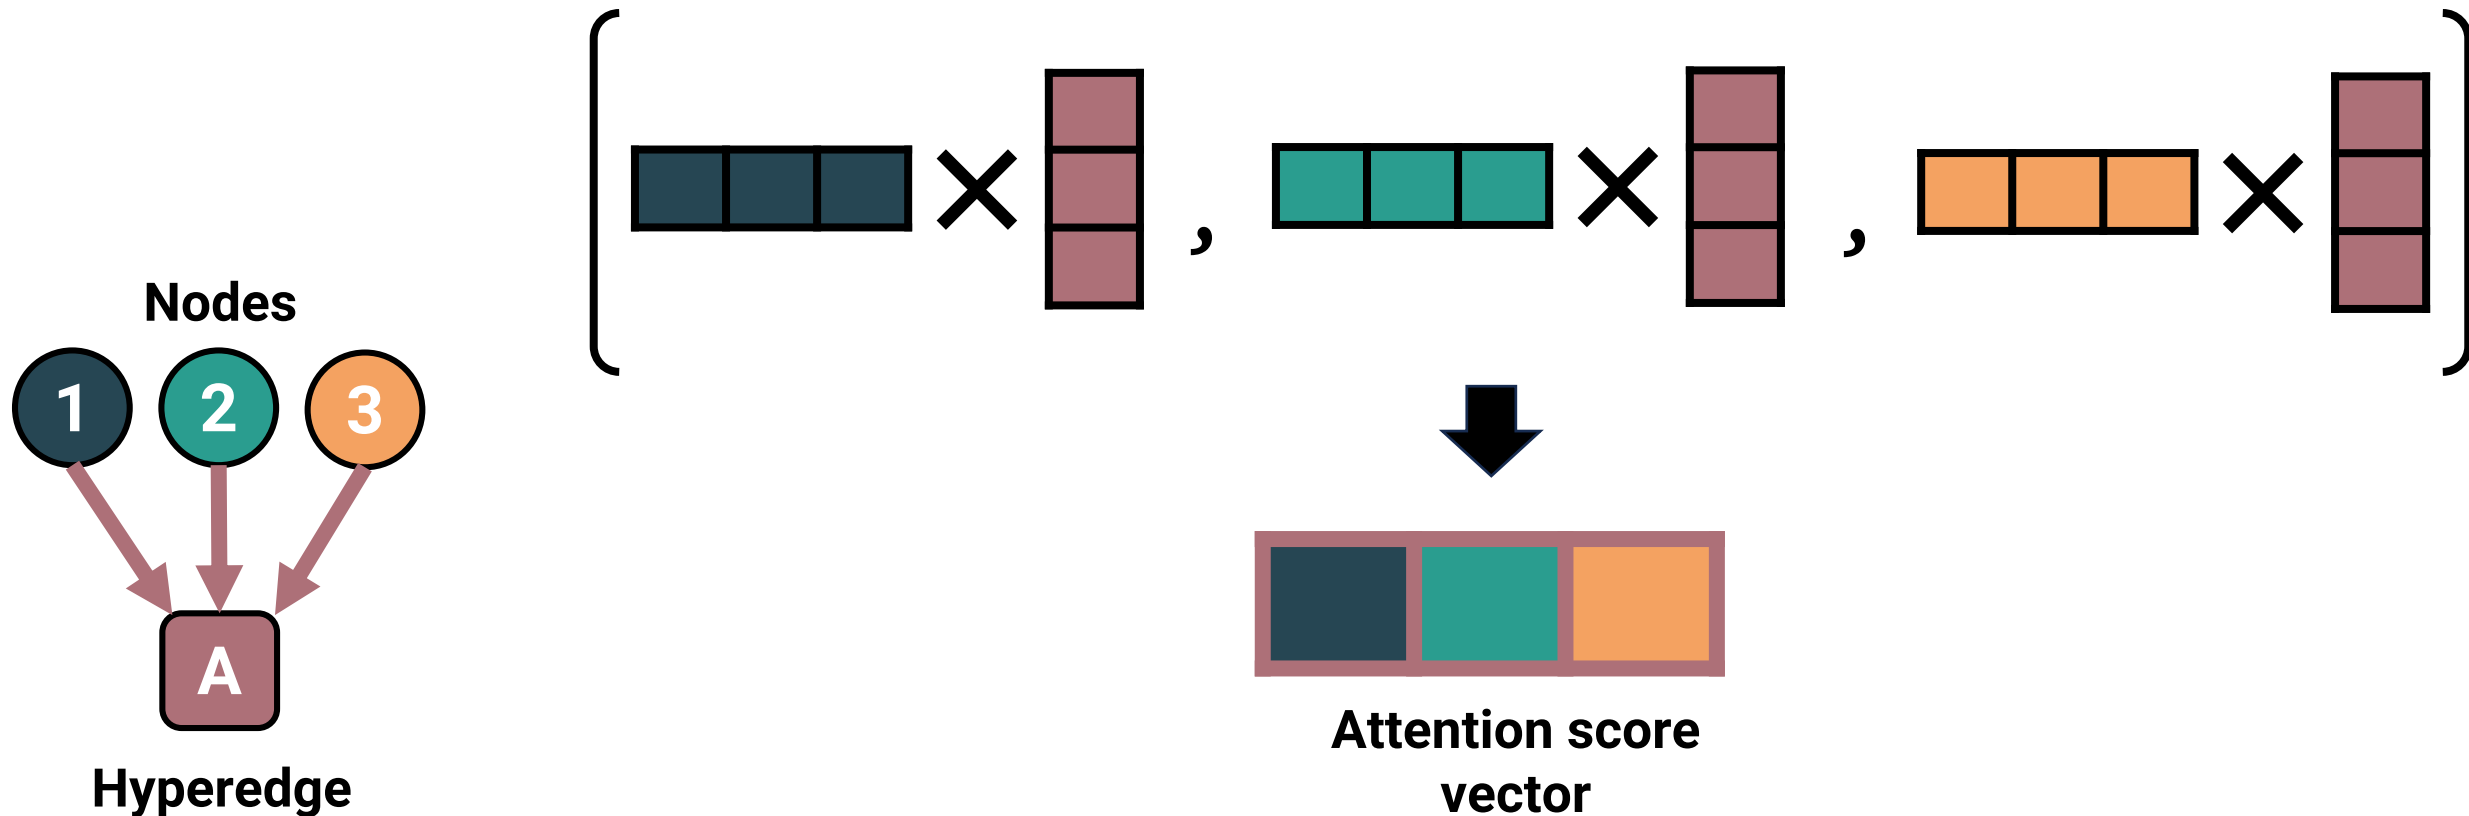 Nodes
1 2 3
A
Hyperedge
, ,
Attention score
vector